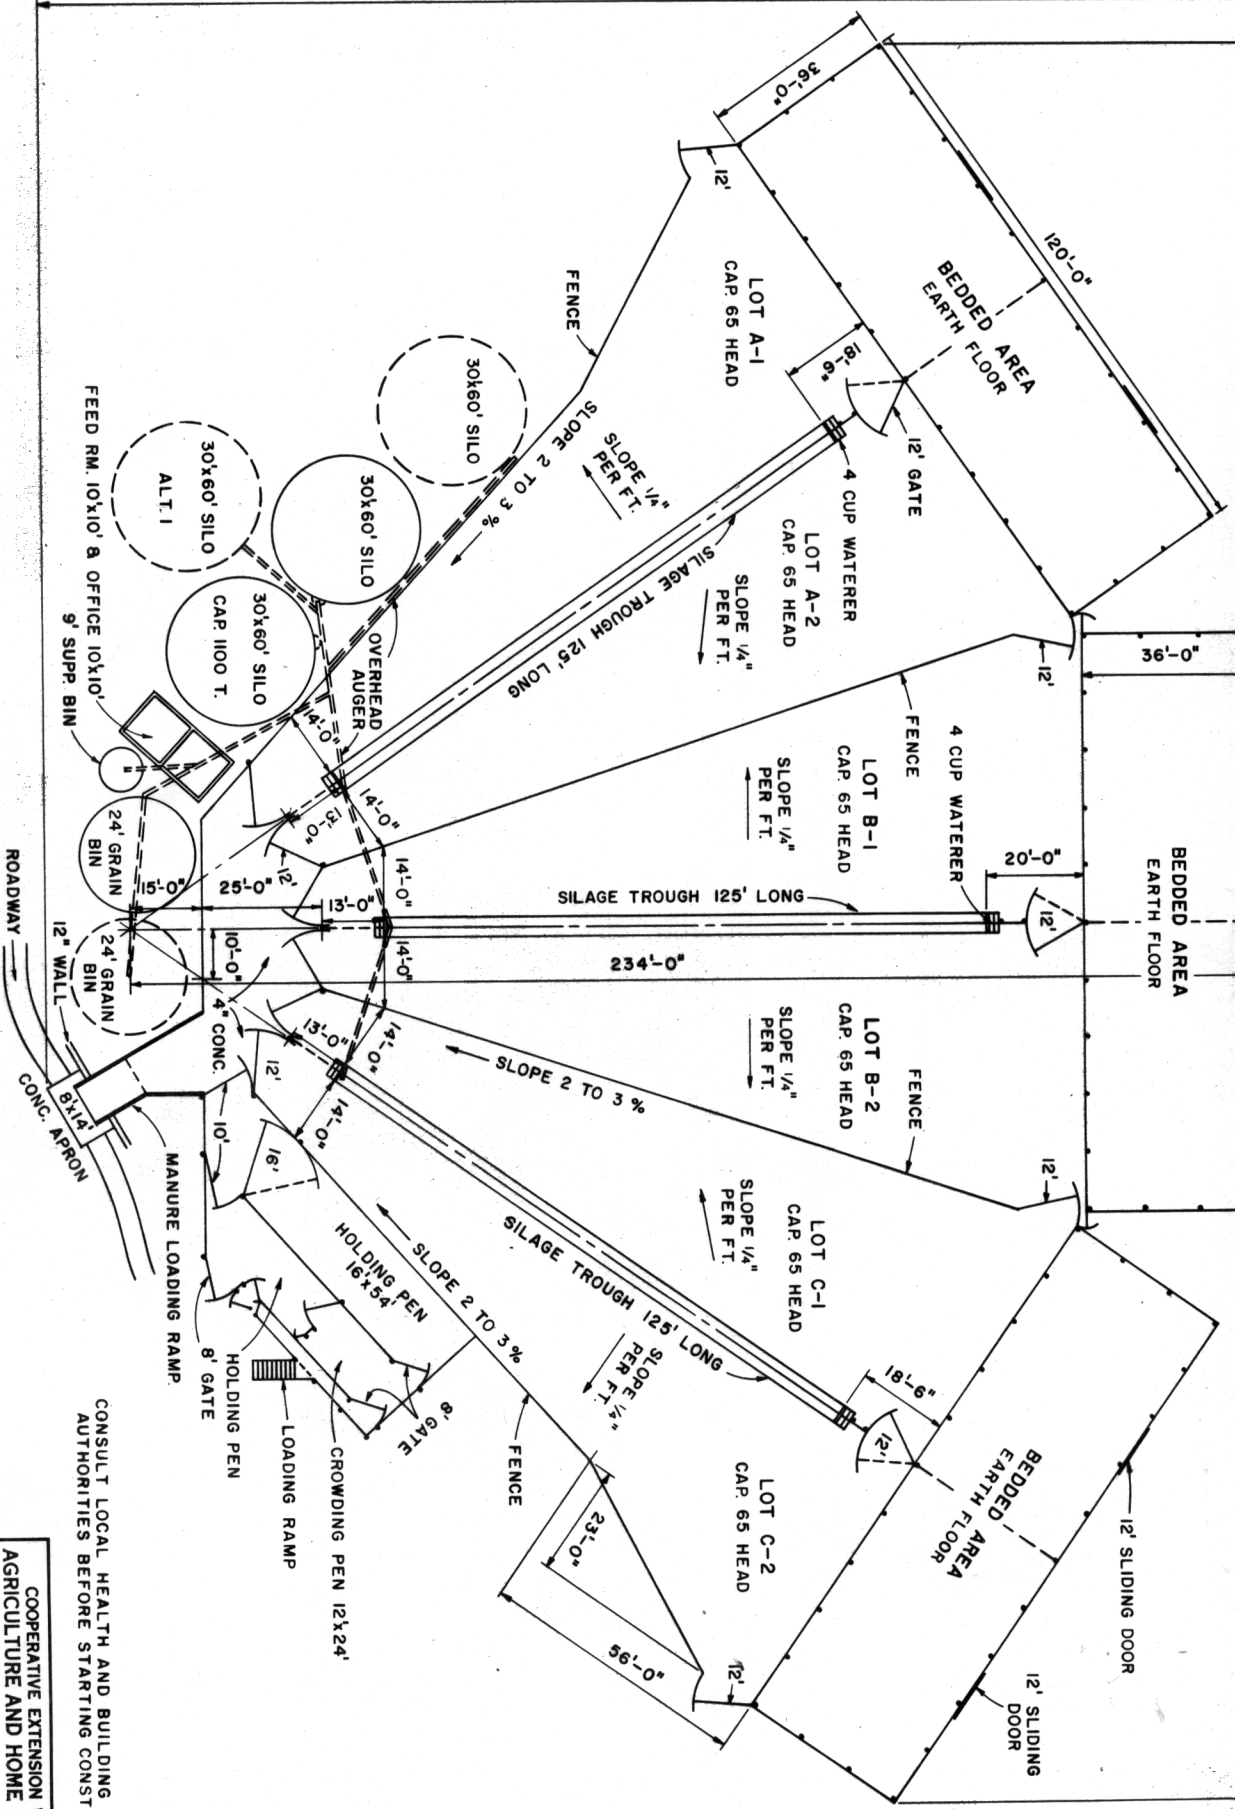 36'-0"
120'-0"
BEDDED AREA
EARTH FLOOR
12'
LOT A-1
CAP. 65 HEAD
18'-6"
12' GATE
4 CUP WATERER
FENCE
SLOPE 2 TO 3 %
SLOPE 1/4"
PER FT.
SILAGE TROUGH 125' LONG
LOT A-2
CAP. 65 HEAD
SLOPE 1/4"
PER FT.
12'
36'-0"
30'x60' SILO
30'x60' SILO
30'x60' SILO
ALT. 1
30'x60' SILO
CAP. 1100 T.
OVERHEAD
AUGER
FEED RM. 10'x10' & OFFICE 10'x10'
9' SUPP. BIN
14'-0"
14'-0"
13'-0"
12'
FENCE
LOT B-1
CAP. 65 HEAD
SLOPE 1/4"
PER FT.
4 CUP WATERER
20'-0"
BEDDED AREA
EARTH FLOOR
12'
SILAGE TROUGH 125' LONG
234'-0"
24' GRAIN
BIN
15'-0"
25'-0"
13'-0"
14'-0"
14'-0"
10'-0"
24' GRAIN
BIN
ROADWAY
12" WALL
4" CONC.
13'-0"
14'-0"
14'-0"
12'
LOT B-2
CAP. 65 HEAD
SLOPE 1/4"
PER FT.
SLOPE 2 TO 3 %
FENCE
12'
8'x14'
CONC. APRON
10'
16'
MANURE LOADING RAMP
LOT C-1
CAP. 65 HEAD
SLOPE 1/4"
PER FT.
SILAGE TROUGH 125' LONG
HOLDING PEN
16'x54'
SLOPE 2 TO 3 %
SLOPE 1/4"
PER FT.
18'-6"
12'
BEDDED AREA
EARTH FLOOR
12' SLIDING DOOR
12' SLIDING
DOOR
8' GATE
HOLDING PEN
LOADING RAMP
8' GATE
CROWDING PEN 12'x24'
FENCE
LOT C-2
CAP. 65 HEAD
23'-0"
56'-0"
12'
CONSULT LOCAL HEALTH AND BUILDING
AUTHORITIES BEFORE STARTING CONST
COOPERATIVE EXTENSION
AGRICULTURE AND HOME